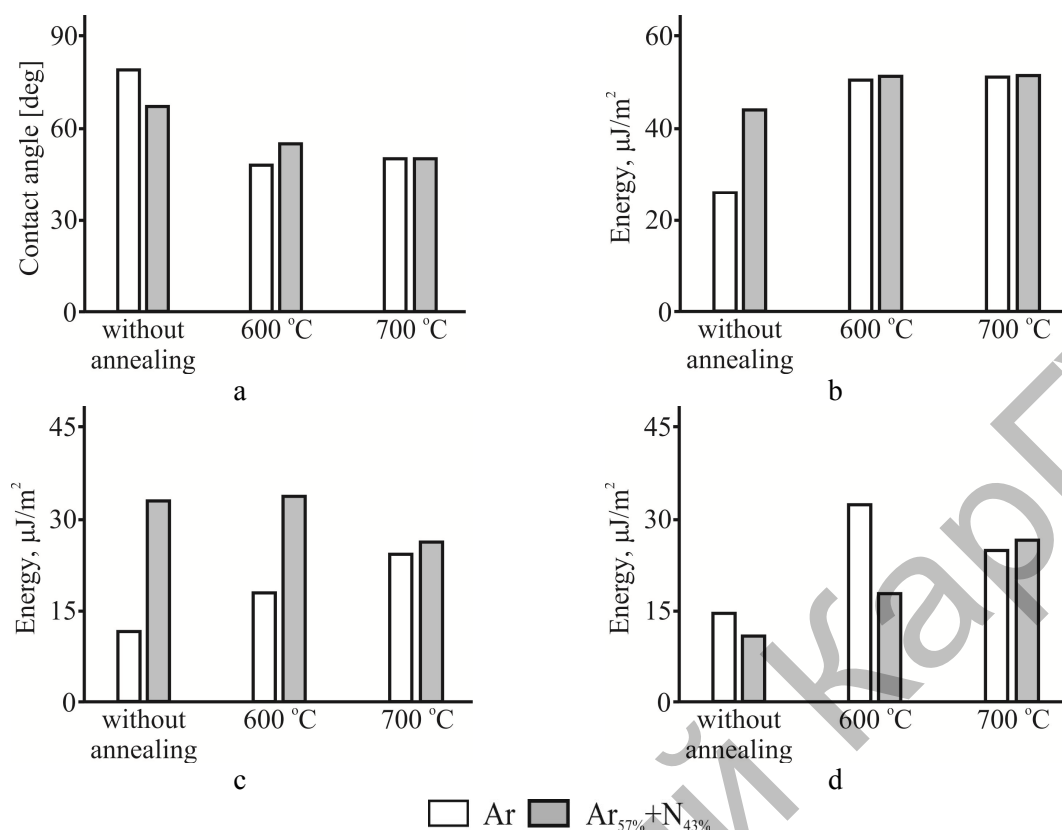 90
60
30
0
Contact angle [deg]
without
annealing
600 °C
700 °C
a
60
40
20
0
Energy, μJ/m²
without
annealing
600 °C
700 °C
b
45
30
15
0
Energy, μJ/m²
without
annealing
600 °C
700 °C
c
45
30
15
0
Energy, μJ/m²
without
annealing
600 °C
700 °C
d
Ar Ar57%+N43%